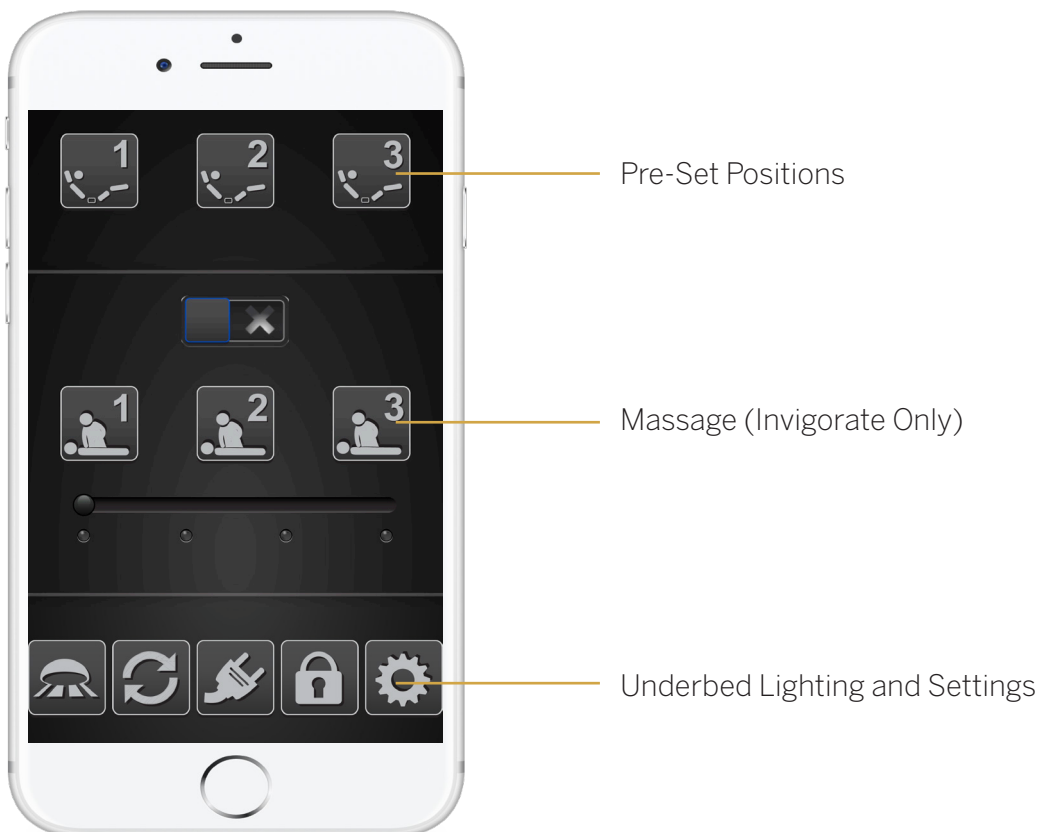 1 2 3
Pre-Set Positions
1 2 3
Massage (Invigorate Only)
Underbed Lighting and Settings